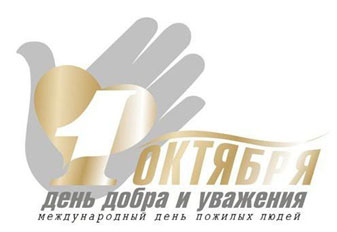 1 ОКТЯБРЯ
день добра и уважения
международный день пожилых людей